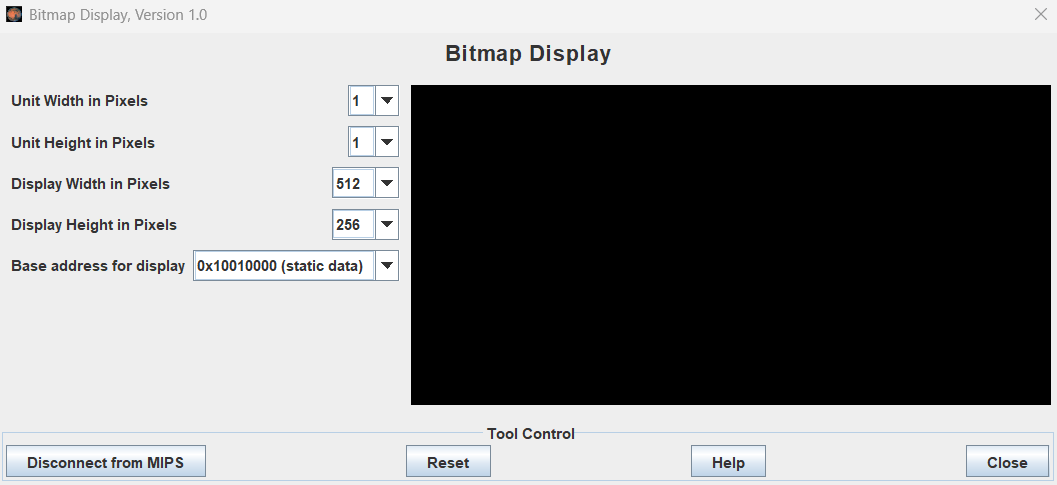 Bitmap Display, Version 1.0
Bitmap Display
Unit Width in Pixels 1
Unit Height in Pixels 1
Display Width in Pixels 512
Display Height in Pixels 256
Base address for display 0x10010000 (static data)
Tool Control
Disconnect from MIPS Reset Help Close